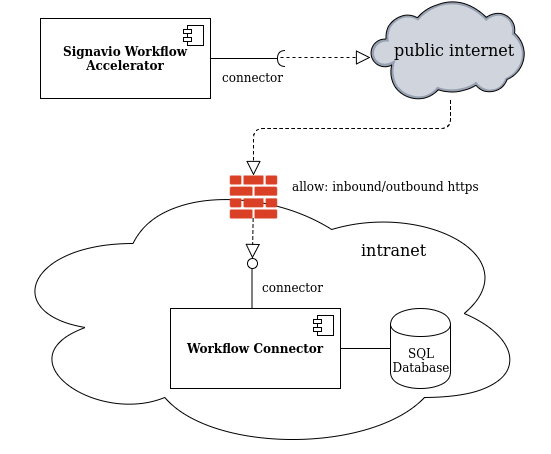 Signavio Workflow
Accelerator
connector
public internet
allow: inbound/outbound https
intranet
connector
Workflow Connector
SQL
Database